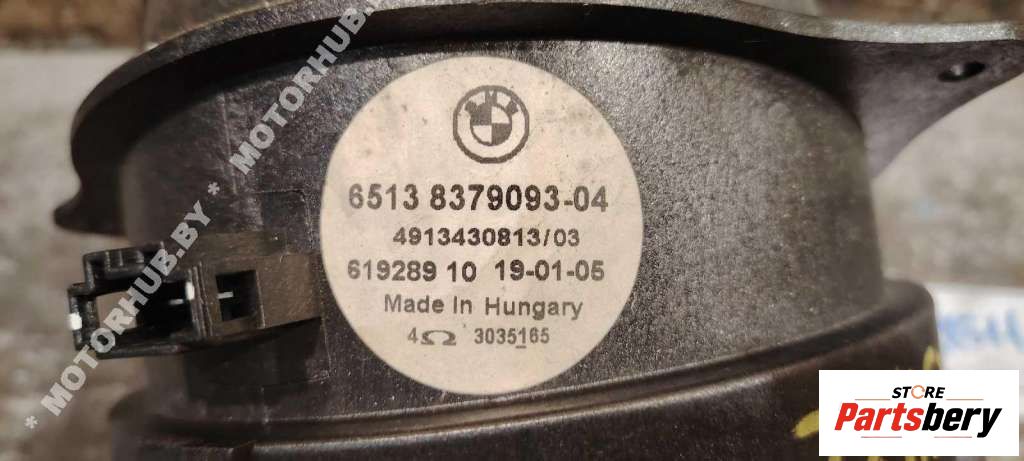 BMW
6513 8379093-04
4913430813/03
619289 10 19-01-05
Made In Hungary
4Ω 3035165
* MOTORHUB.BY * MOTORHUB.BY
STORE
Partsbery